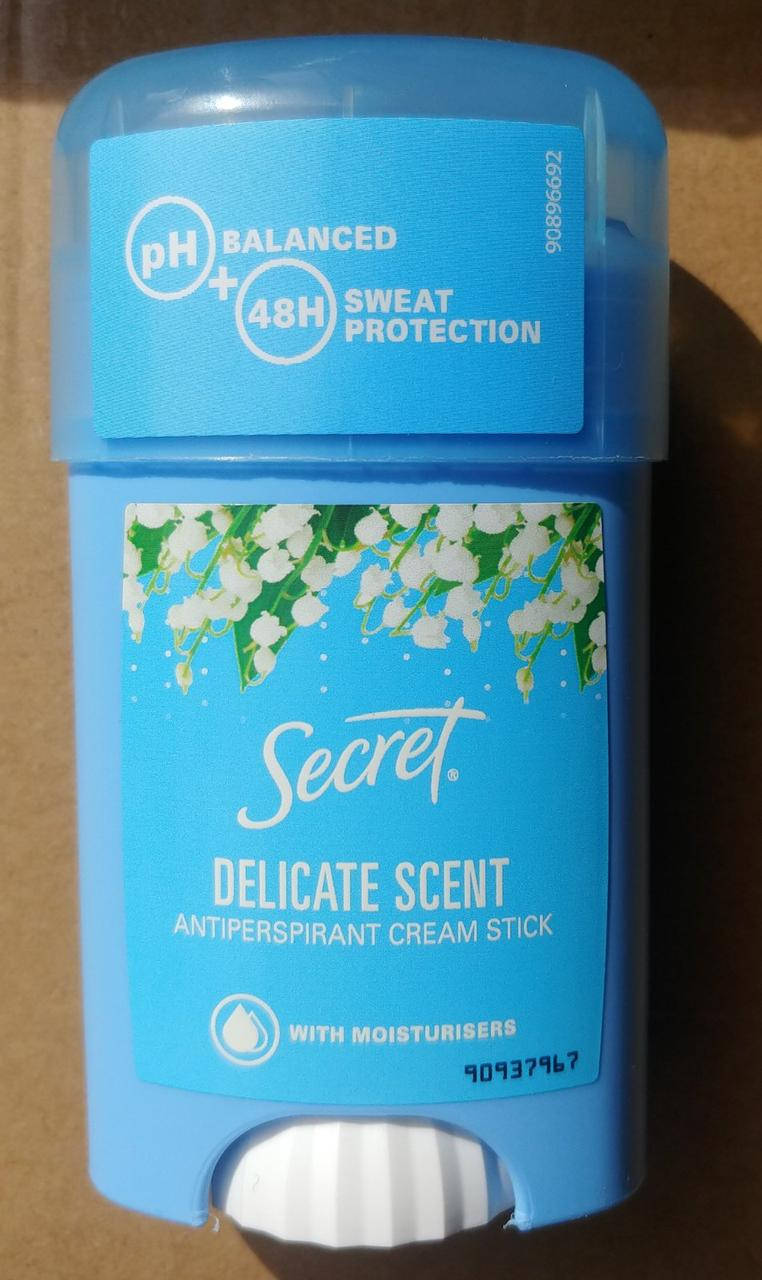 90896692
pH BALANCED
+
48H SWEAT
PROTECTION
Secret®
DELICATE SCENT
ANTIPERSPIRANT CREAM STICK
WITH MOISTURISERS
90937967